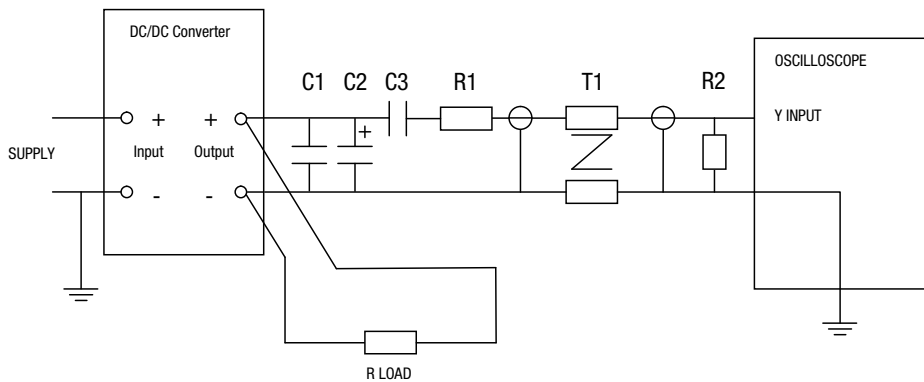 DC/DC Converter
OSCILLOSCOPE
C1 C2 C3 R1 T1 R2
Y INPUT
+ + +
SUPPLY Input Output
- -
R LOAD